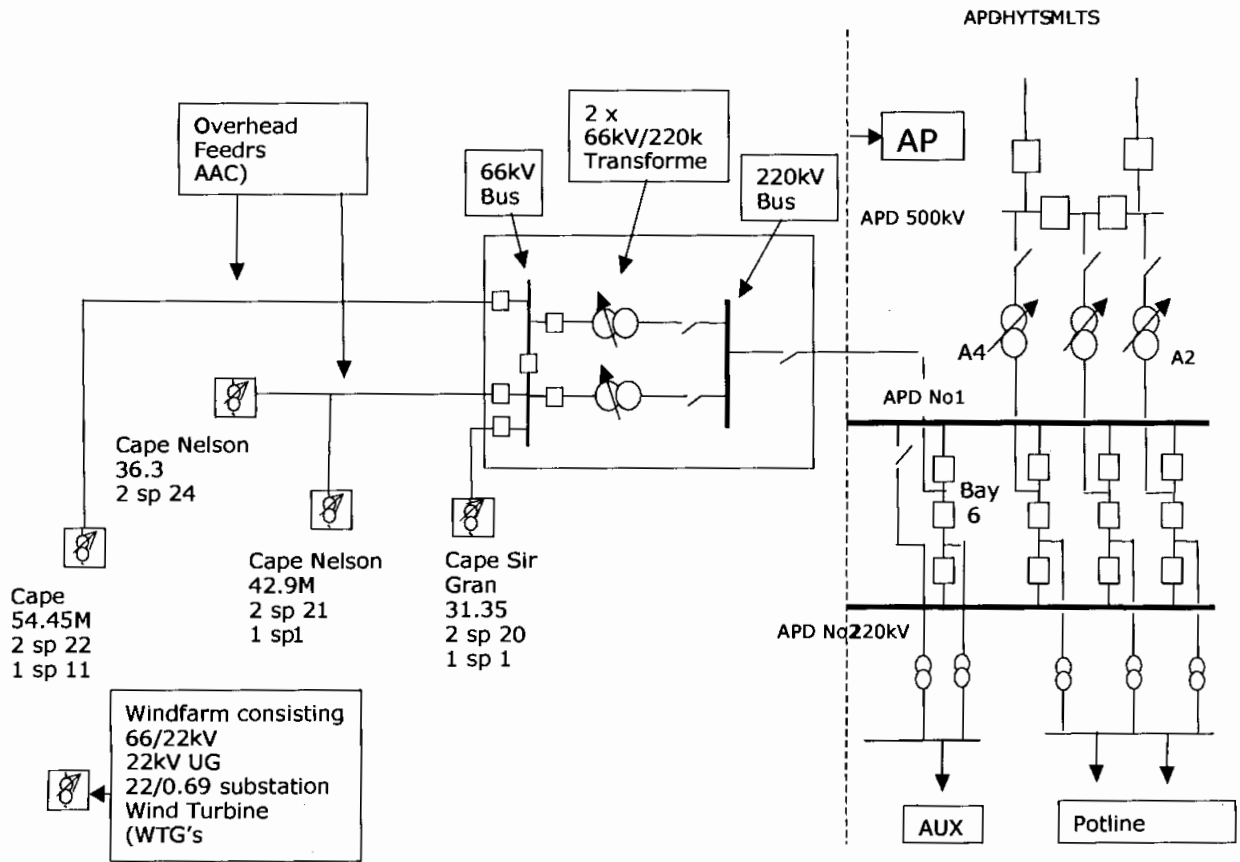 APDHYTSMLTS
Overhead
Feedrs
AAC)
2 x
66kV/220k
Transforme
66kV
Bus
220kV
Bus
AP
APD 500kV
A4
A2
APD No1
Cape Nelson
36.3
2 sp 24
Bay
6
Cape Nelson
42.9M
2 sp 21
1 sp1
Cape Sir
Gran
31.35
2 sp 20
1 sp 1
Cape
54.45M
2 sp 22
1 sp 11
APD No220kV
Windfarm consisting
66/22kV
22kV UG
22/0.69 substation
Wind Turbine
(WTG's
AUX
Potline